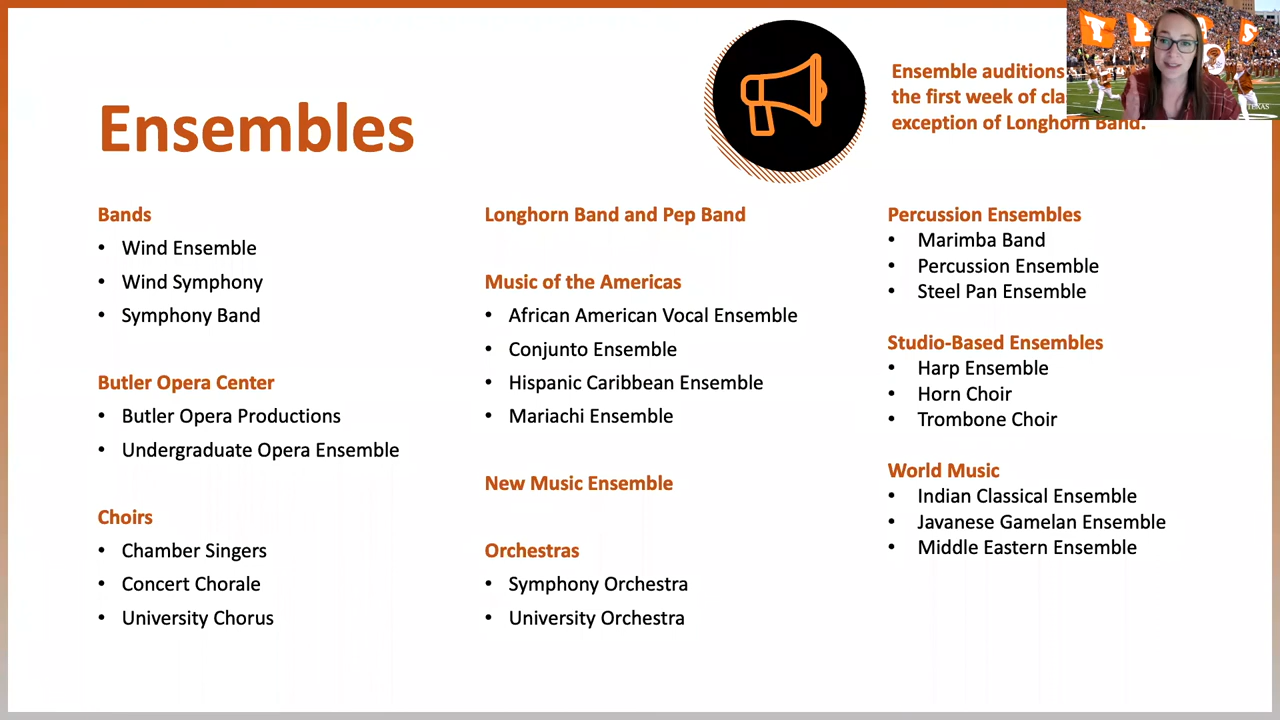 Ensembles
Ensemble auditions
the first week of
exception of Longhorn Band.
TEXAS
Bands
• Wind Ensemble
• Wind Symphony
• Symphony Band
Butler Opera Center
• Butler Opera Productions
• Undergraduate Opera Ensemble
Choirs
• Chamber Singers
• Concert Chorale
• University Chorus
Longhorn Band and Pep Band
Music of the Americas
• African American Vocal Ensemble
• Conjunto Ensemble
• Hispanic Caribbean Ensemble
• Mariachi Ensemble
New Music Ensemble
Orchestras
• Symphony Orchestra
• University Orchestra
Percussion Ensembles
• Marimba Band
• Percussion Ensemble
• Steel Pan Ensemble
Studio-Based Ensembles
• Harp Ensemble
• Horn Choir
• Trombone Choir
World Music
• Indian Classical Ensemble
• Javanese Gamelan Ensemble
• Middle Eastern Ensemble